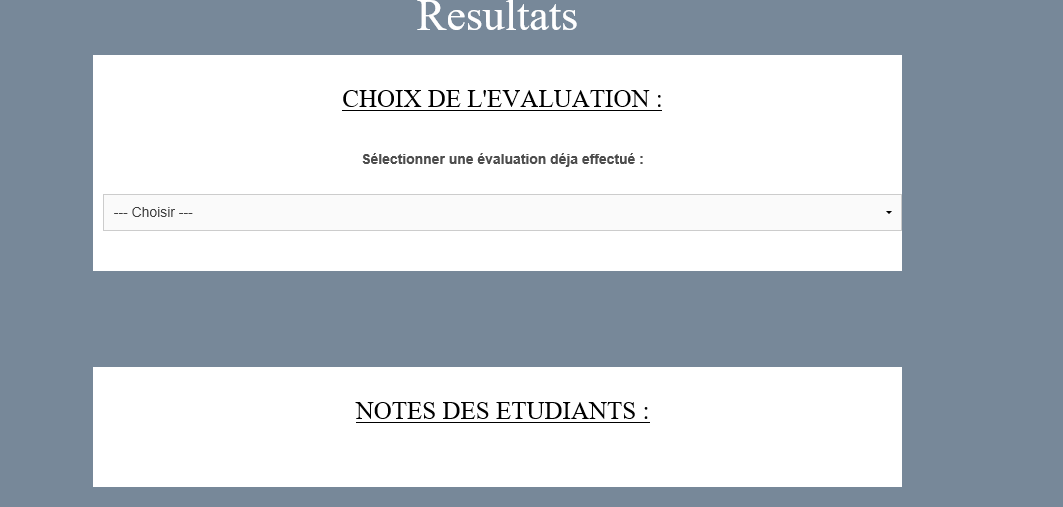 Resultats
CHOIX DE L'EVALUATION :
Sélectionner une évaluation déja effectué :
--- Choisir ---
NOTES DES ETUDIANTS :